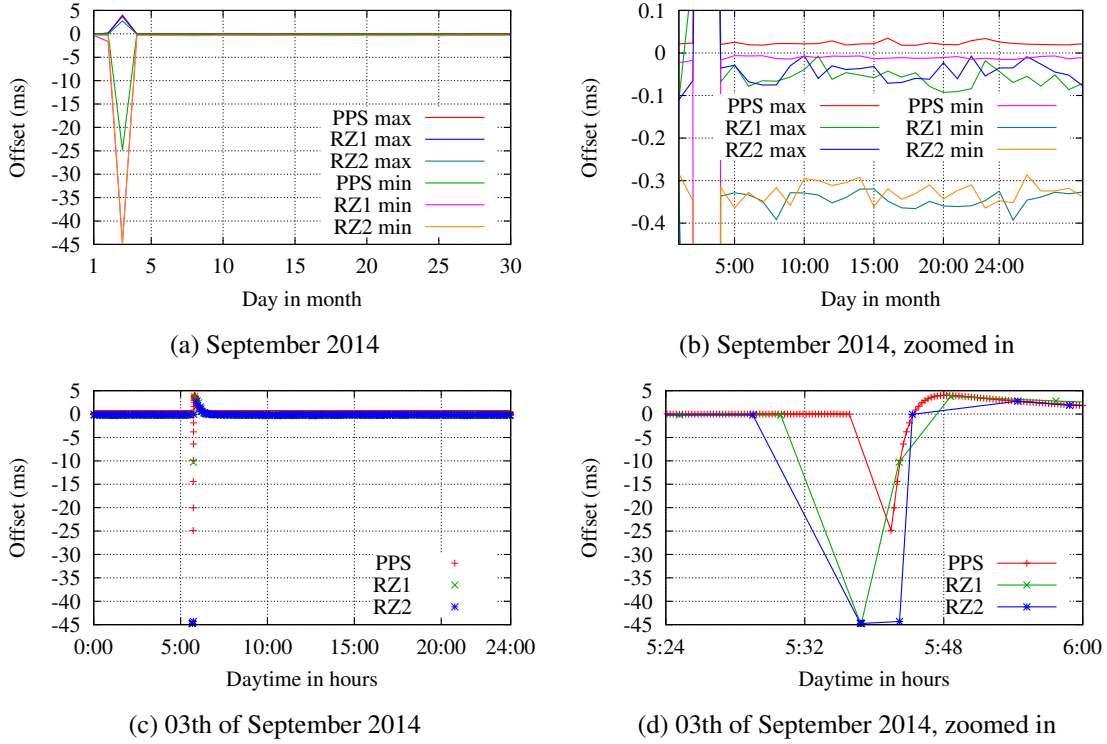 5
0
-5
-10
-15
-20
-25
-30
-35
-40
-45
Offset (ms)
PPS max
RZ1 max
RZ2 max
PPS min
RZ1 min
RZ2 min
1 5 10 15 20 25 30
Day in month
(a) September 2014
0.1
0
-0.1
-0.2
-0.3
-0.4
Offset (ms)
PPS max PPS min
RZ1 max RZ1 min
RZ2 max RZ2 min
5:00 10:00 15:00 20:00 24:00
Day in month
(b) September 2014, zoomed in
5
0
-5
-10
-15
-20
-25
-30
-35
-40
-45
Offset (ms)
PPS
RZ1
RZ2
0:00 5:00 10:00 15:00 20:00 24:00
Daytime in hours
(c) 03th of September 2014
5
0
-5
-10
-15
-20
-25
-30
-35
-40
-45
Offset (ms)
PPS
RZ1
RZ2
5:24 5:32 5:48 6:00
Daytime in hours
(d) 03th of September 2014, zoomed in